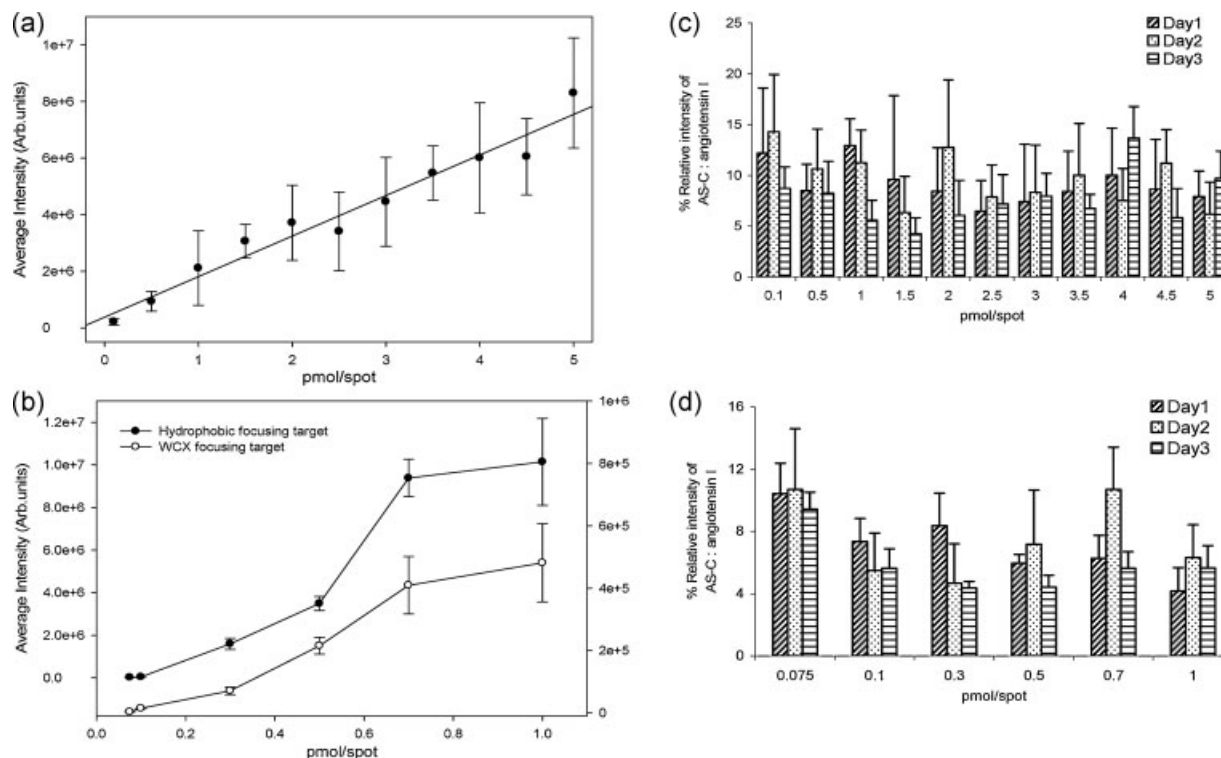 (a)
Average Intensity (Arb.units)
1e+7
8e+6
6e+6
4e+6
2e+6
0
0 1 2 3 4 5
pmol/spot
(b)
Average Intensity (Arb.units)
1.2e+7
1.0e+7
8.0e+6
6.0e+6
4.0e+6
2.0e+6
0.0
Hydrophobic focusing target
WCX focusing target
1e+6
8e+5
6e+5
4e+5
2e+5
0
0.0 0.2 0.4 0.6 0.8 1.0
pmol/spot
(c)
% Relative intensity of
AS-C : angiotensin I
25
20
15
10
5
0
Day1
Day2
Day3
0.1 0.5 1 1.5 2 2.5 3 3.5 4 4.5 5
pmol/spot
(d)
% Relative intensity of
AS-C : angiotensin I
16
12
8
4
0
Day1
Day2
Day3
0.075 0.1 0.3 0.5 0.7 1
pmol/spot